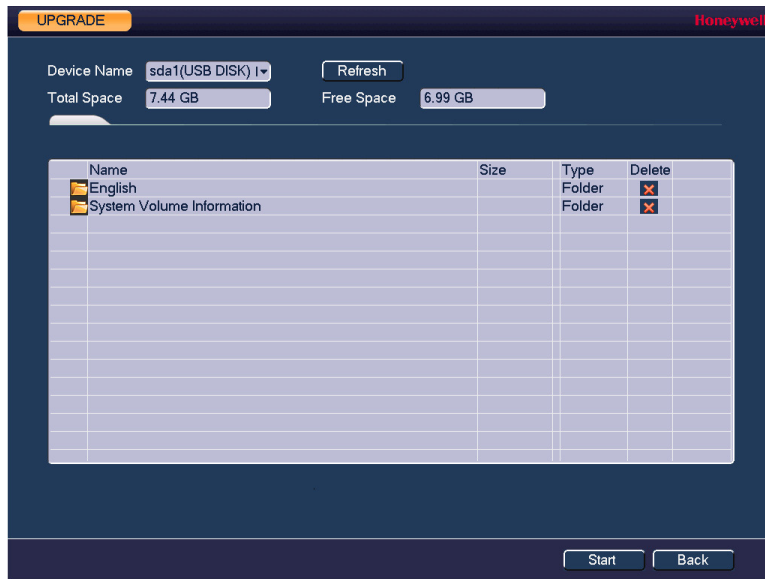 UPGRADE Honeywell
Device Name sda1(USB DISK) Refresh
Total Space 7.44 GB Free Space 6.99 GB
Name Size Type Delete
English Folder
System Volume Information Folder
Start Back